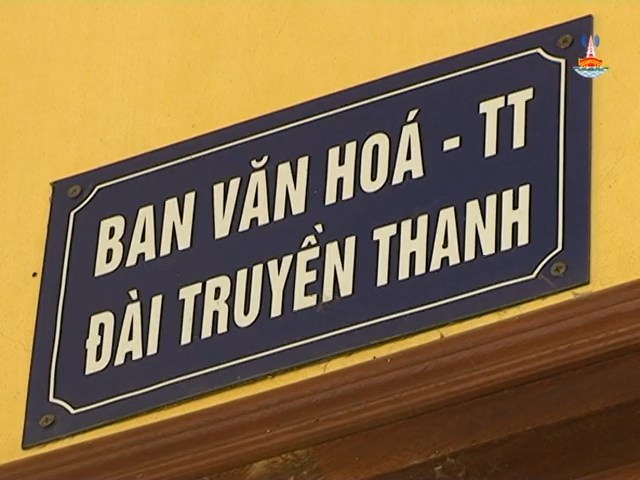 BAN VĂN HOÁ - TT
ĐÀI TRUYỀN THANH